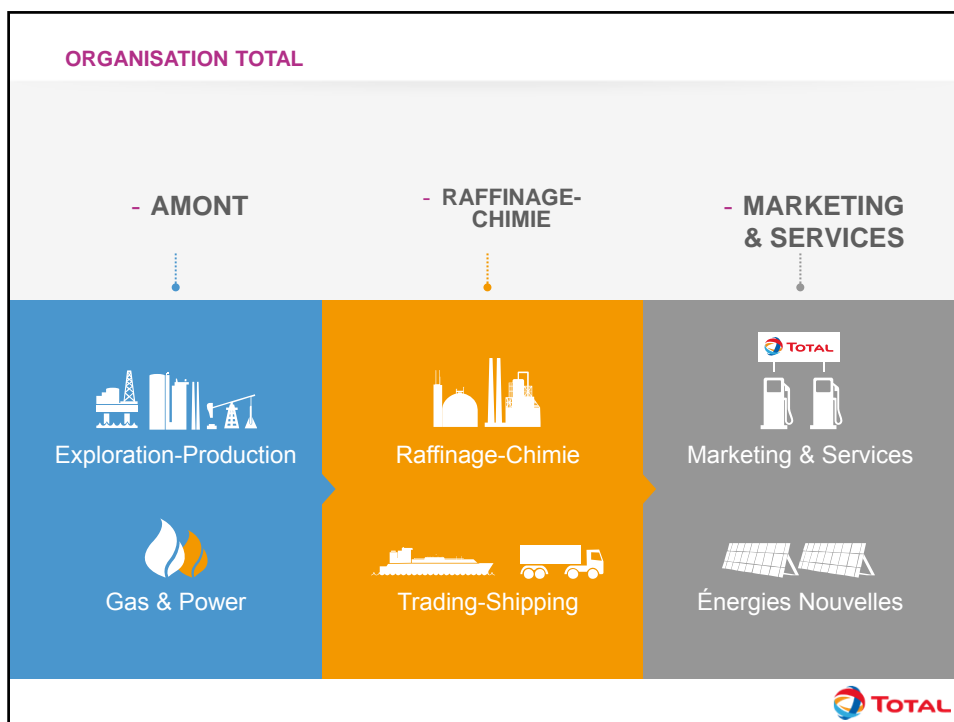 ORGANISATION TOTAL
- AMONT
- RAFFINAGE-
CHIMIE
- MARKETING
& SERVICES
TOTAL
Exploration-Production
Raffinage-Chimie
Marketing & Services
Gas & Power
Trading-Shipping
Énergies Nouvelles
TOTAL